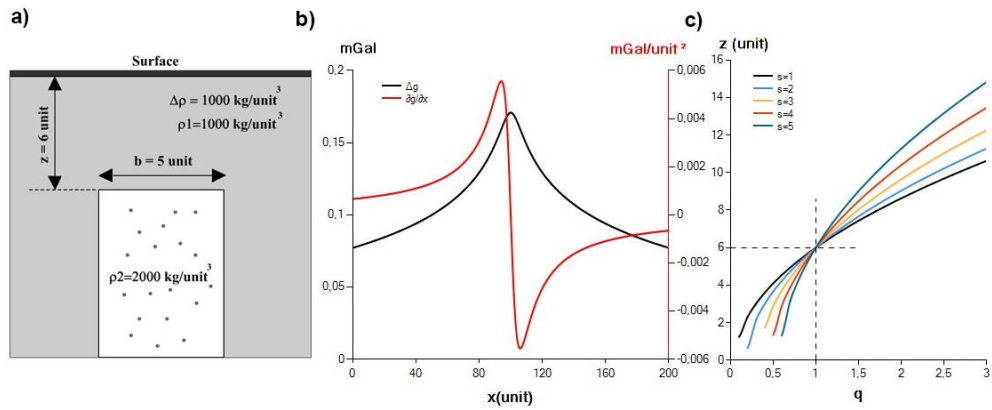 a)
Surface
Δρ = 1000 kg/unit³
ρ1=1000 kg/unit³
z = 6 unit
b = 5 unit
ρ2=2000 kg/unit³
b)
mGal
mGal/unit²
0,2
0,15
0,1
0,05
0
Δg
∂g/∂x
0,006
0,004
0,002
0
-0,002
-0,004
-0,006
0
40
80
120
160
200
x(unit)
c)
z (unit)
16
14
12
10
8
6
4
2
0
s=1
s=2
s=3
s=4
s=5
0
0,5
1
1,5
2
2,5
3
q